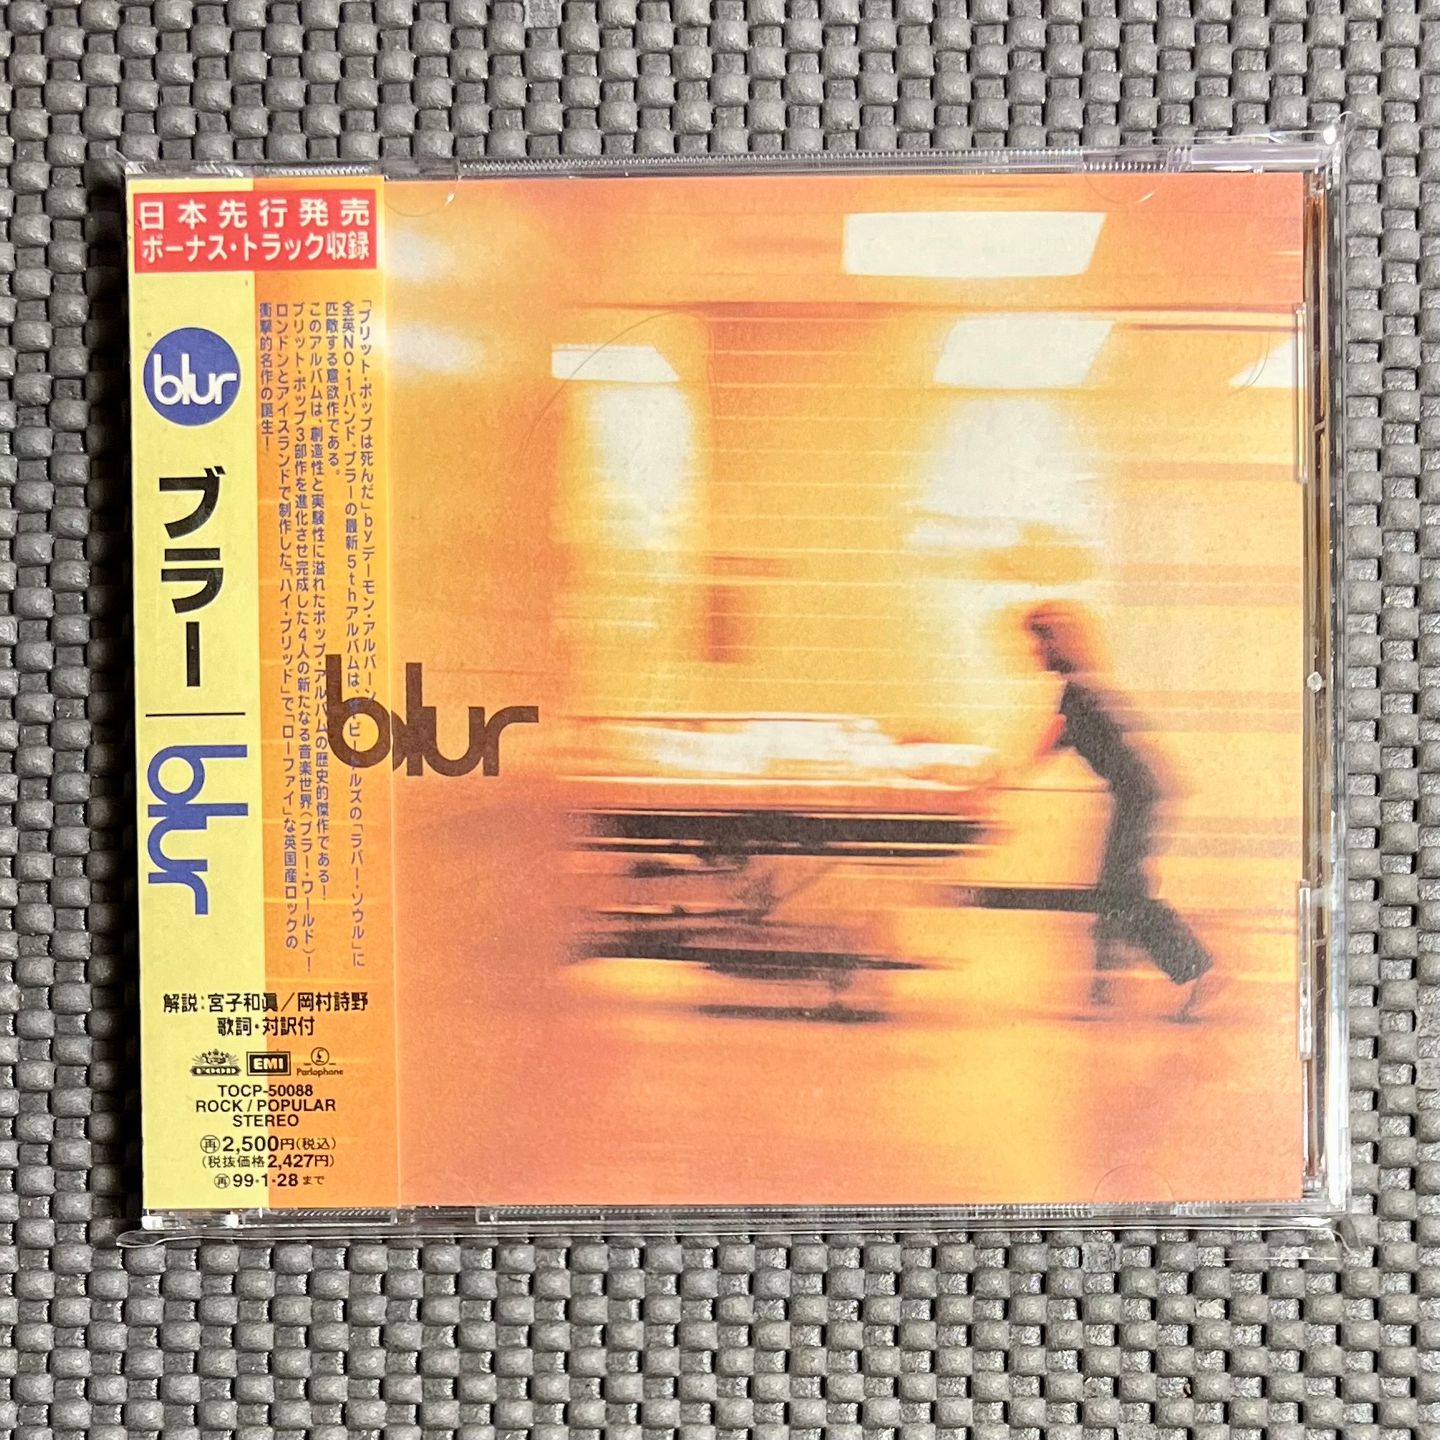 日本先行発売
ボーナス・トラック収録
blur
ブラー
blur
「ブリット・ポップは死んだ」byデーモン・アルバーン
全英NO・1バンド、ブラーの最新5thアルバムは、ザ・ビートルズの「ラバー・ソウル」に
匹敵する意欲作である。
このアルバムは、創造性と実験性に溢れたポップ・アルバムの歴史的傑作である!
ブリット・ポップ3部作を進化させ完成した4人の新たなる音楽世界(ブラー・ワールド)!
ロンドンとアイスランドで制作した「ハイ・ブリッド」で「ローファイ」な英国産ロックの
衝撃的名作の誕生!
解説:宮子和眞/岡村詩野
歌詞・対訳付
FOOD
EMI
Parlophone
TOCP-50088
ROCK/POPULAR
STEREO
再2,500円(税込)
(税抜価格2,427円)
再99・1・28まで
blur